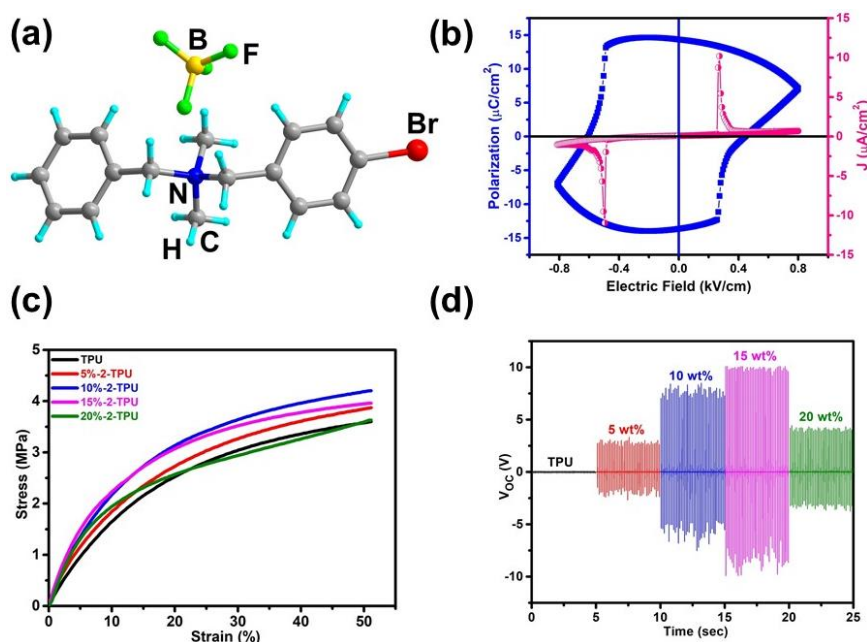 (a)
B
F
Br
N
H
C
(b)
Polarization (μC/cm²)
15
10
5
0
-5
-10
-15
-0.8
-0.4
0.0
0.4
0.8
Electric Field (kV/cm)
15
10
5
0
-5
-10
-15
J (μA/cm²)
(c)
Stress (MPa)
5
4
3
2
1
0
TPU
5%-2-TPU
10%-2-TPU
15%-2-TPU
20%-2-TPU
0
10
20
30
40
50
Strain (%)
(d)
V_OC (V)
10
5
0
-5
-10
TPU
5 wt%
10 wt%
15 wt%
20 wt%
0
5
10
15
20
25
Time (sec)